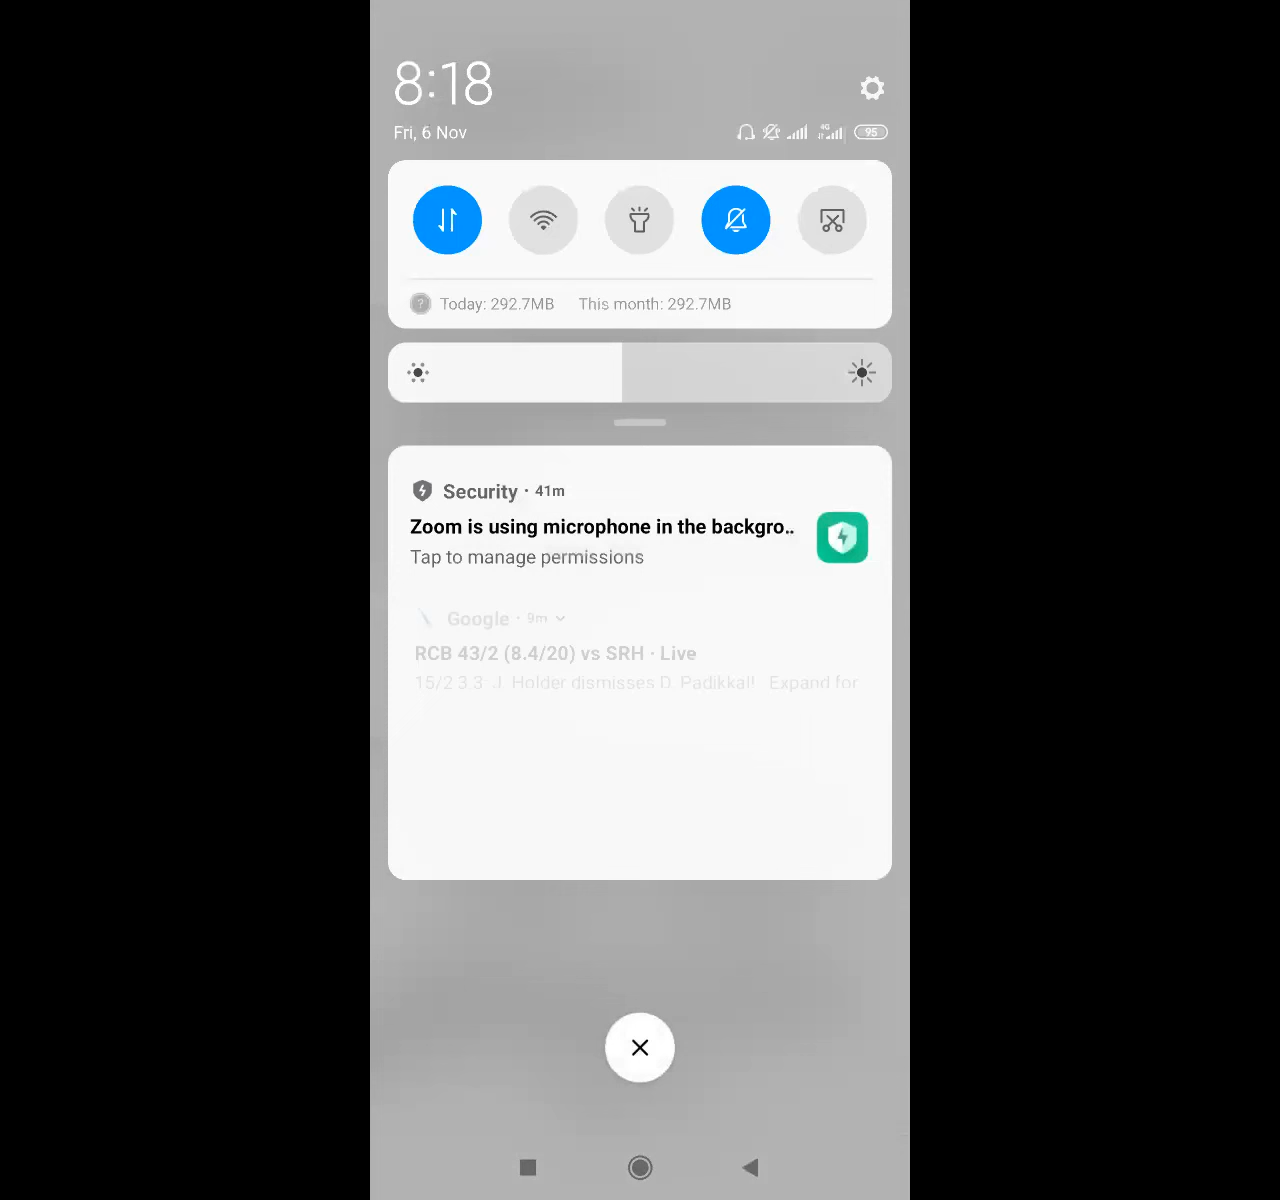 8:18
Fri, 6 Nov
4G
95
?
Today: 292.7MB This month: 292.7MB
Security · 41m
Zoom is using microphone in the backgro..
Tap to manage permissions
Google · 9m
RCB 43/2 (8.4/20) vs SRH · Live
15/2 3.3: J. Holder dismisses D. Padikkal! Expand for